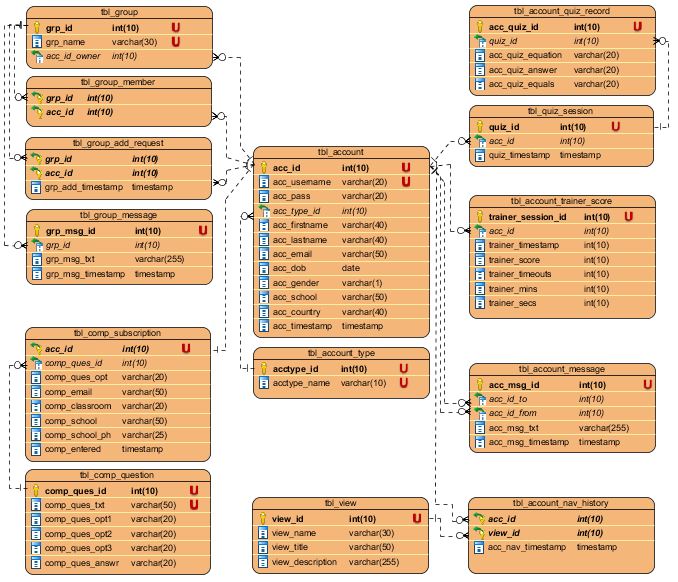 tbl_group
grp_id int(10) U
grp_name varchar(30) U
acc_id_owner int(10)
tbl_group_member
grp_id int(10)
acc_id int(10)
tbl_group_add_request
grp_id int(10)
acc_id int(10)
grp_add_timestamp timestamp
tbl_group_message
grp_msg_id int(10) U
grp_id int(10)
grp_msg_txt varchar(255)
grp_msg_timestamp timestamp
tbl_comp_subscription
acc_id int(10) U
comp_ques_id int(10)
comp_ques_opt varchar(20)
comp_email varchar(50)
comp_classroom varchar(20)
comp_school varchar(50)
comp_school_ph varchar(25)
comp_entered timestamp
tbl_comp_question
comp_ques_id int(10) U
comp_ques_txt varchar(50) U
comp_ques_opt1 varchar(20)
comp_ques_opt2 varchar(20)
comp_ques_opt3 varchar(20)
comp_ques_answr varchar(20)
tbl_account
acc_id int(10) U
acc_username varchar(20) U
acc_pass varchar(20)
acc_type_id int(10)
acc_firstname varchar(40)
acc_lastname varchar(40)
acc_email varchar(50)
acc_dob date
acc_gender varchar(1)
acc_school varchar(50)
acc_country varchar(40)
acc_timestamp timestamp
tbl_account_type
acctype_id int(10) U
acctype_name varchar(10) U
tbl_view
view_id int(10) U
view_name varchar(30)
view_title varchar(50)
view_description varchar(255)
tbl_account_quiz_record
acc_quiz_id int(10) U
quiz_id int(10)
acc_quiz_equation varchar(20)
acc_quiz_answer varchar(20)
acc_quiz_equals varchar(20)
tbl_quiz_session
quiz_id int(10) U
acc_id int(10)
quiz_timestamp timestamp
tbl_account_trainer_score
trainer_session_id int(10) U
acc_id int(10)
trainer_timestamp int(10)
trainer_score int(10)
trainer_timeouts int(10)
trainer_mins int(10)
trainer_secs int(10)
tbl_account_message
acc_msg_id int(10) U
acc_id_to int(10)
acc_id_from int(10)
acc_msg_txt varchar(255)
acc_msg_timestamp timestamp
tbl_account_nav_history
acc_id int(10)
view_id int(10)
acc_nav_timestamp timestamp